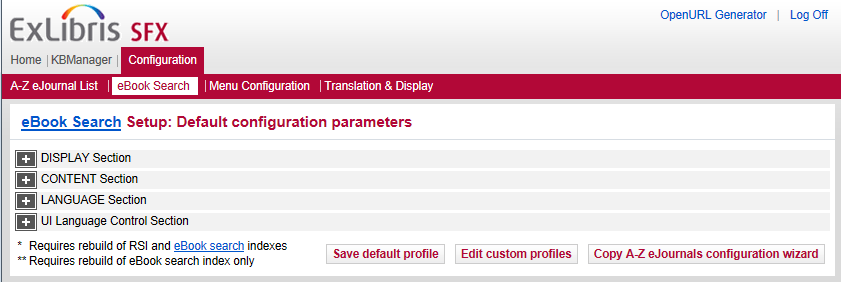 ExLibris SFX
OpenURL Generator | Log Off
Home | KBManager | Configuration
A-Z eJournal List | eBook Search | Menu Configuration | Translation & Display
eBook Search Setup: Default configuration parameters
DISPLAY Section
CONTENT Section
LANGUAGE Section
UI Language Control Section
* Requires rebuild of RSI and eBook search indexes
** Requires rebuild of eBook search index only
Save default profile Edit custom profiles Copy A-Z eJournals configuration wizard